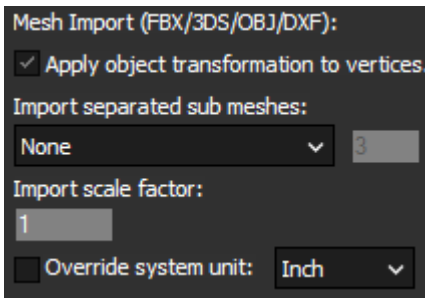 Mesh Import (FBX/3DS/OBJ/DXF):
Apply object transformation to vertices.
Import separated sub meshes:
None 3
Import scale factor:
1
Override system unit: Inch